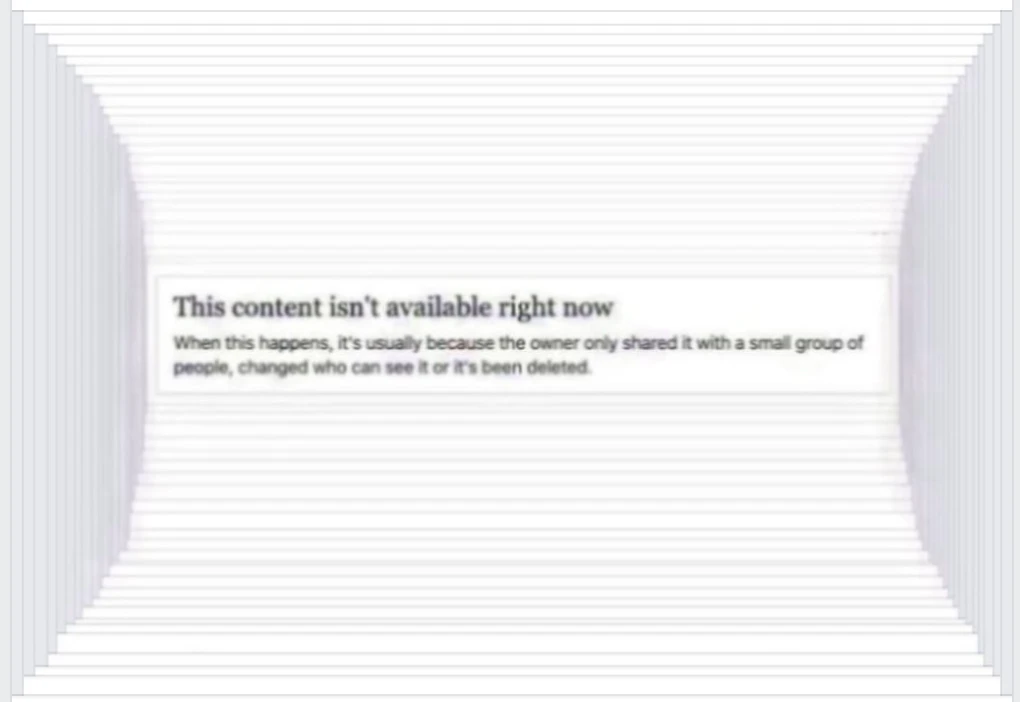 This content isn't available right now
When this happens, it's usually because the owner only shared it with a small group of
people, changed who can see it or it's been deleted.